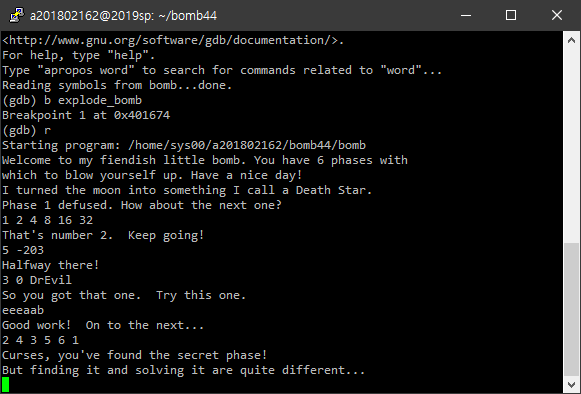 a201802162@2019sp: ~/bomb44
<http://www.gnu.org/software/gdb/documentation/>.
For help, type "help".
Type "apropos word" to search for commands related to "word"...
Reading symbols from bomb...done.
(gdb) b explode_bomb
Breakpoint 1 at 0x401674
(gdb) r
Starting program: /home/sys00/a201802162/bomb44/bomb
Welcome to my fiendish little bomb. You have 6 phases with
which to blow yourself up. Have a nice day!
I turned the moon into something I call a Death Star.
Phase 1 defused. How about the next one?
1 2 4 8 16 32
That's number 2.  Keep going!
5 -203
Halfway there!
3 0 DrEvil
So you got that one.  Try this one.
eeeaab
Good work!  On to the next...
2 4 3 5 6 1
Curses, you've found the secret phase!
But finding it and solving it are quite different...